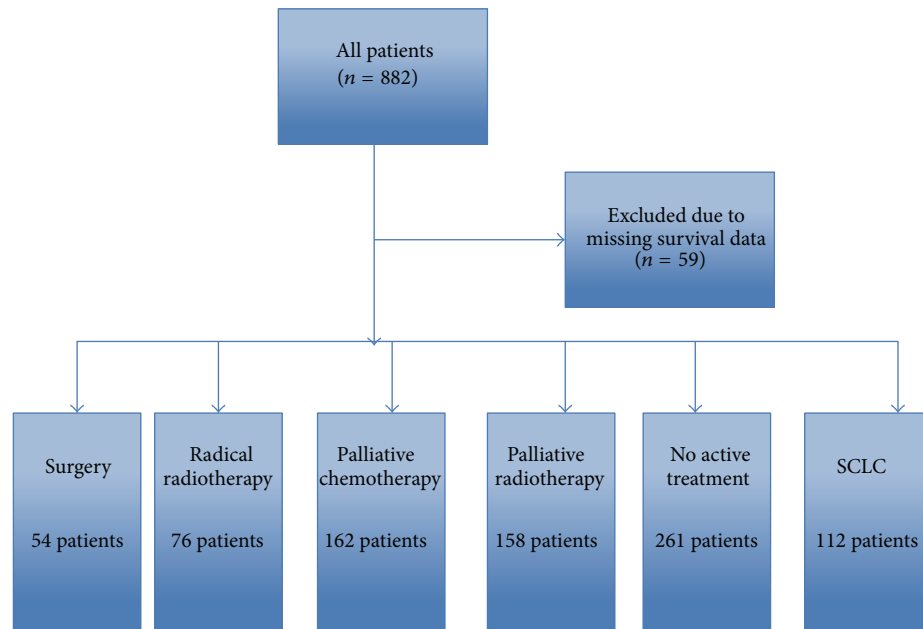 All patients
(n = 882)
Excluded due to
missing survival data
(n = 59)
Surgery
54 patients
Radical
radiotherapy
76 patients
Palliative
chemotherapy
162 patients
Palliative
radiotherapy
158 patients
No active
treatment
261 patients
SCLC
112 patients